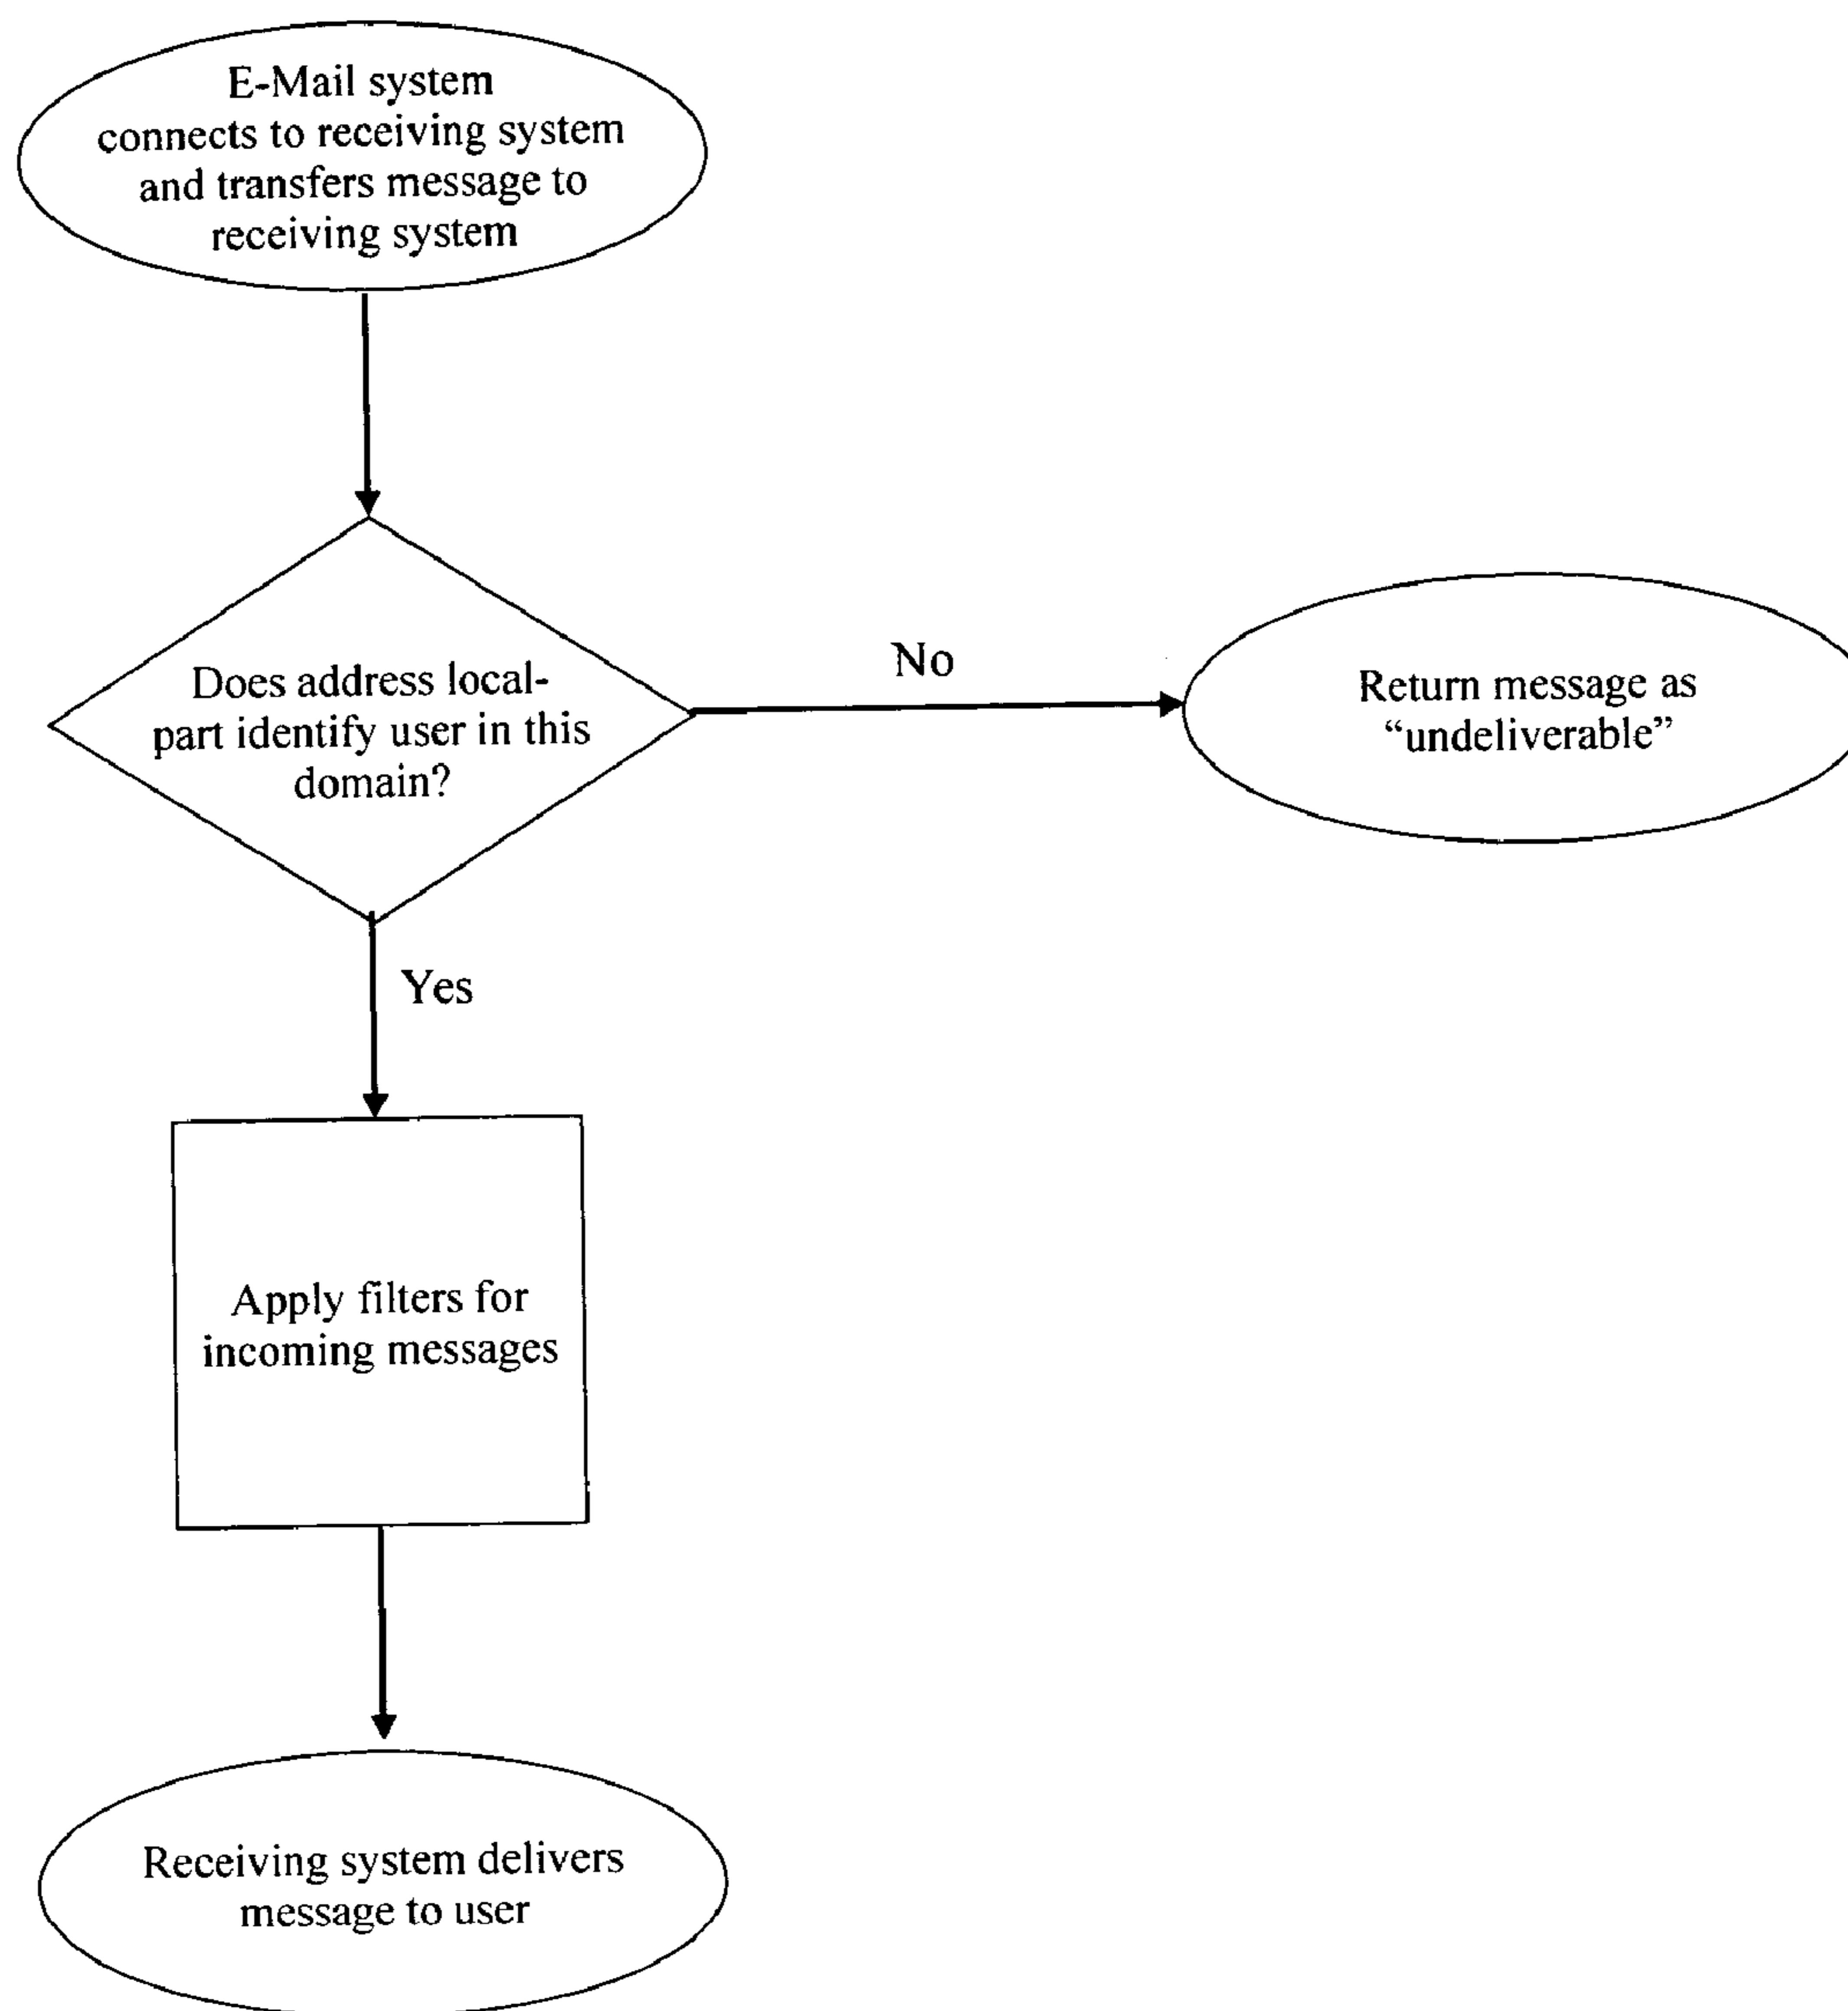 E-Mail system
connects to receiving system
and transfers message to
receiving system
Does address local-
part identify user in this
domain?
No
Return message as
“undeliverable”
Yes
Apply filters for
incoming messages
Receiving system delivers
message to user